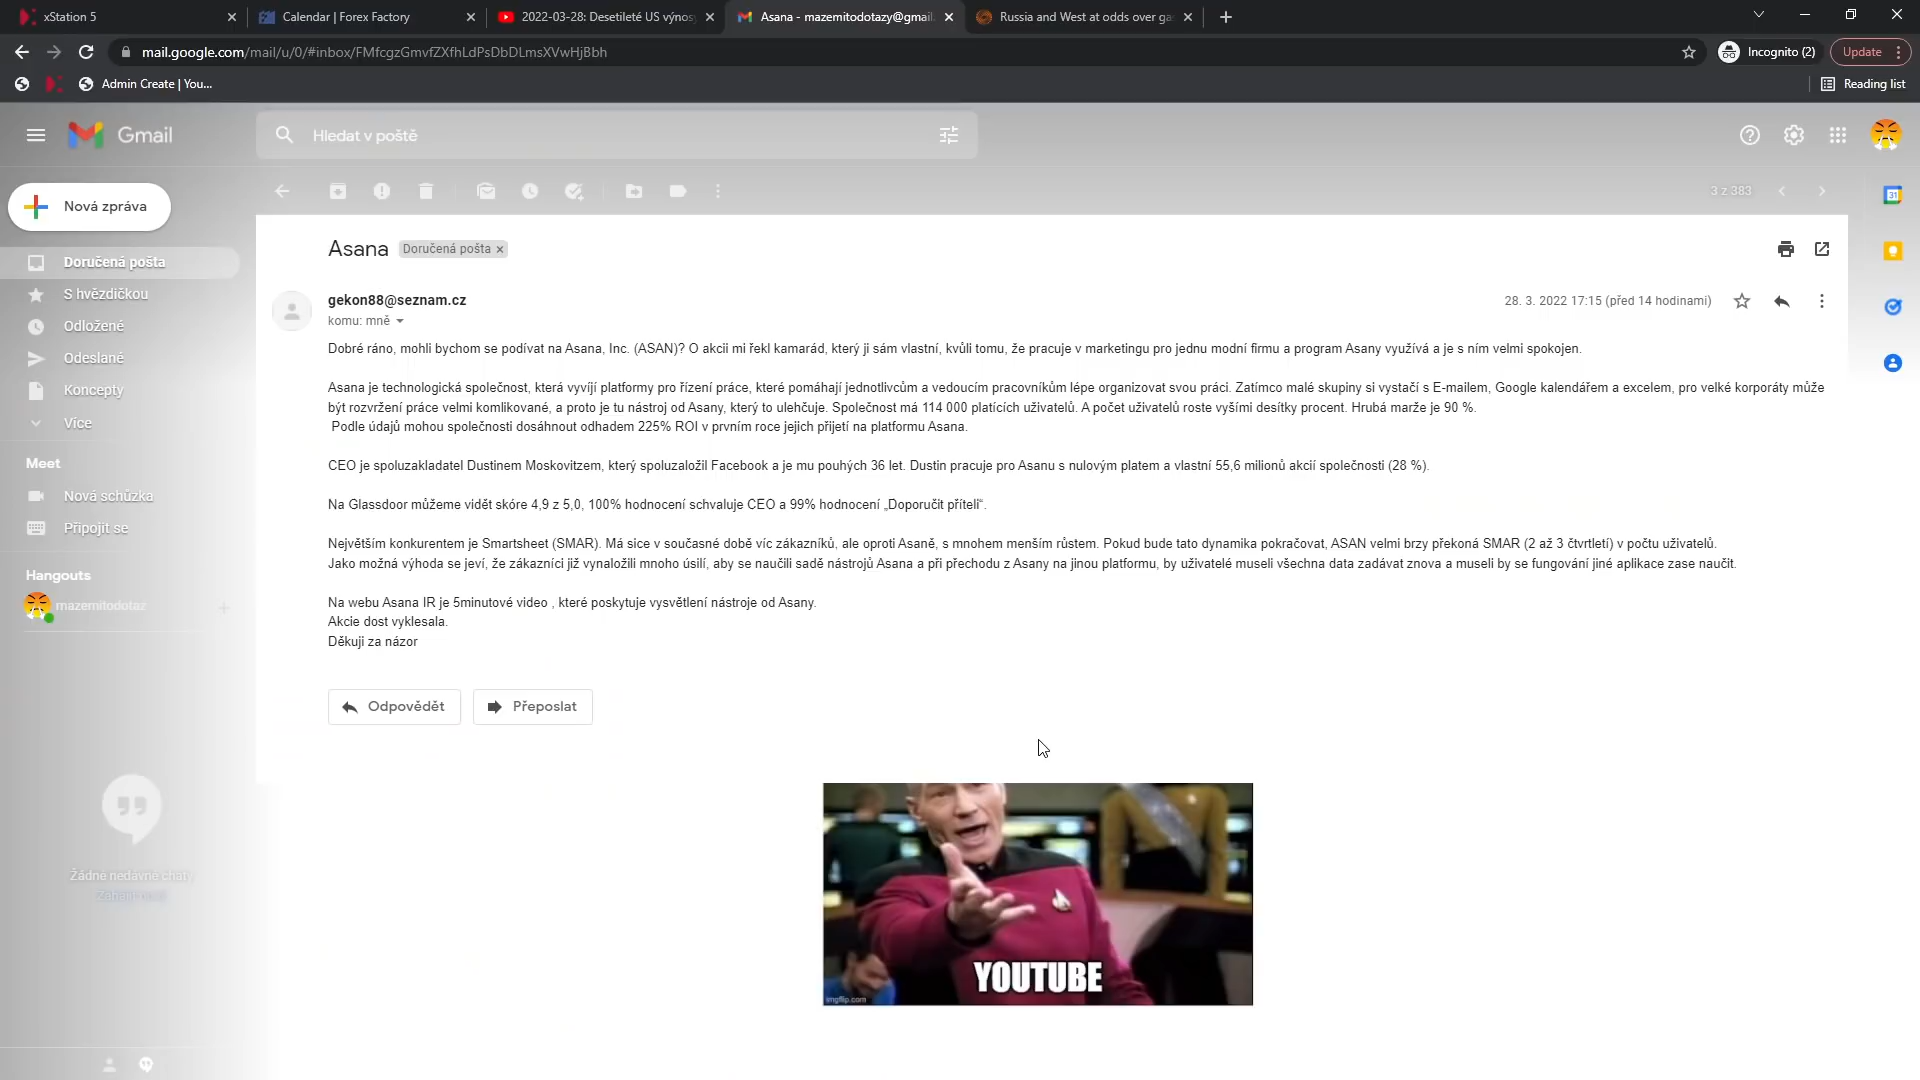 xStation 5
Calendar | Forex Factory
2022-03-28: Desetileté US výnosy
Asana - mazemitodotazy@gmail.
Russia and West at odds over ga
mail.google.com/mail/u/0/#inbox/FMfcgzGmvfZXfhLdPsDbDLmsXVwHjBbh
Incognito (2)
Update
Admin Create | You...
Reading list
Gmail
Hledat v poště
Nová zpráva
3 z 383
31
Doručená pošta
S hvězdičkou
Odložené
Odeslané
Koncepty
Více
Meet
Nová schůzka
Připojit se
Hangouts
mazemitodotaz
Žádné nedávné chaty
Asana Doručená pošta
gekon88@seznam.cz
28. 3. 2022 17:15 (před 14 hodinami)
komu: mně
Dobré ráno, mohli bychom se podívat na Asana, Inc. (ASAN)? O akcii mi řekl kamarád, který ji sám vlastní, kvůli tomu, že pracuje v marketingu pro jednu modní firmu a program Asany využívá a je s ním velmi spokojen.
Asana je technologická společnost, která vyvíjí platformy pro řízení práce, které pomáhají jednotlivcům a vedoucím pracovníkům lépe organizovat svou práci. Zatímco malé skupiny si vystačí s E-mailem, Google kalendářem a excelem, pro velké korporáty může
být rozvržení práce velmi komlikované, a proto je tu nástroj od Asany, který to ulehčuje. Společnost má 114 000 platících uživatelů. A počet uživatelů roste vyšími desítky procent. Hrubá marže je 90 %.
Podle údajů mohou společnosti dosáhnout odhadem 225% ROI v prvním roce jejich přijetí na platformu Asana.
CEO je spoluzakladatel Dustinem Moskovitzem, který spoluzaložil Facebook a je mu pouhých 36 let. Dustin pracuje pro Asanu s nulovým platem a vlastní 55,6 milionů akcií společnosti (28 %).
Na Glassdoor můžeme vidět skóre 4,9 z 5,0, 100% hodnocení schvaluje CEO a 99% hodnocení „Doporučit příteli“.
Největším konkurentem je Smartsheet (SMAR). Má sice v současné době víc zákazníků, ale oproti Asaně, s mnohem menším růstem. Pokud bude tato dynamika pokračovat, ASAN velmi brzy překoná SMAR (2 až 3 čtvrtletí) v počtu uživatelů.
Jako možná výhoda se jeví, že zákazníci již vynaložili mnoho úsilí, aby se naučili sadě nástrojů Asana a při přechodu z Asany na jinou platformu, by uživatelé museli všechna data zadávat znova a museli by se fungování jiné aplikace zase naučit.
Na webu Asana IR je 5minutové video , které poskytuje vysvětlení nástroje od Asany.
Akcie dost vyklesala.
Děkuji za názor
Odpovědět
Přeposlat
YOUTUBE
imgflip.com